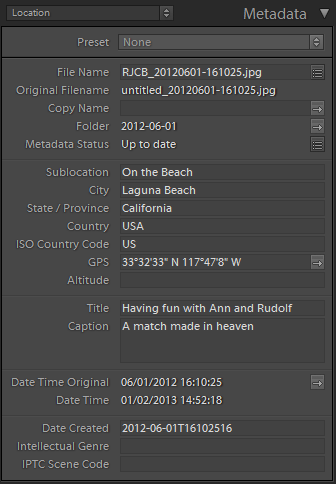 Location Metadata
Preset None
File Name RJCB_20120601-161025.jpg
Original Filename untitled_20120601-161025.jpg
Copy Name
Folder 2012-06-01
Metadata Status Up to date
Sublocation On the Beach
City Laguna Beach
State / Province California
Country USA
ISO Country Code US
GPS 33°32'33" N 117°47'8" W
Altitude
Title Having fun with Ann and Rudolf
Caption A match made in heaven
Date Time Original 06/01/2012 16:10:25
Date Time 01/02/2013 14:52:18
Date Created 2012-06-01T16102516
Intellectual Genre
IPTC Scene Code